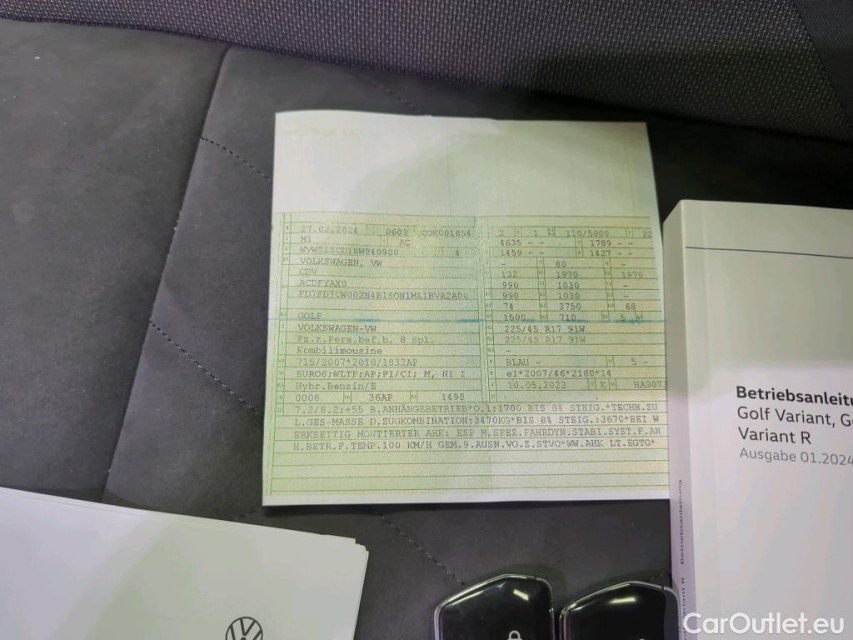 27.02.2024 0603 2 1 110/5000
M1 AC 4635 - - 1789 - -
4 1459 - - 1427 - -
VOLKSWAGEN, VW - 80 -
CDV 132 1970 1970
ACDFYAX0 990 1030 -
990 1030 -
74 3750 68
GOLF 1500 710 5
VOLKSWAGEN-VW 225/45 R17 91W
Fz.z.Pers.bef.b. 8 Spl. 225/45 R17 91W
Kombilimousine -
715/2007*2018/1832AP BLAU - 5 -
EURO6;WLTP;AP;PI/CI; M, N1 I e1*2007/46*2180*14
Hybr.Benzin/E 10.05.2023 K
0008 36AP 1498
7.2/8.2:+55 B.ANHÄNGEBETRIEB*O.1:1700 BIS 8% STEIG.*TECHN.ZU
L.GES-MASSE D.ZUGKOMBINATION:3470KG*BIS 8% STEIG.:3670*BEI W
ERKSEITIG MONTIERTER AHK: ESP M.SPEZ.FAHRDYN.STABI.SYST.F.AN
H.BETR.F.TEMP.100 KM/H GEM.9.AUSN.VO.Z.STVO*WW.AHK LT.EGTG*
Betriebsanleitu
Golf Variant, G
Variant R
Ausgabe 01.2024
Betriebsanleitung
CarOutlet.eu